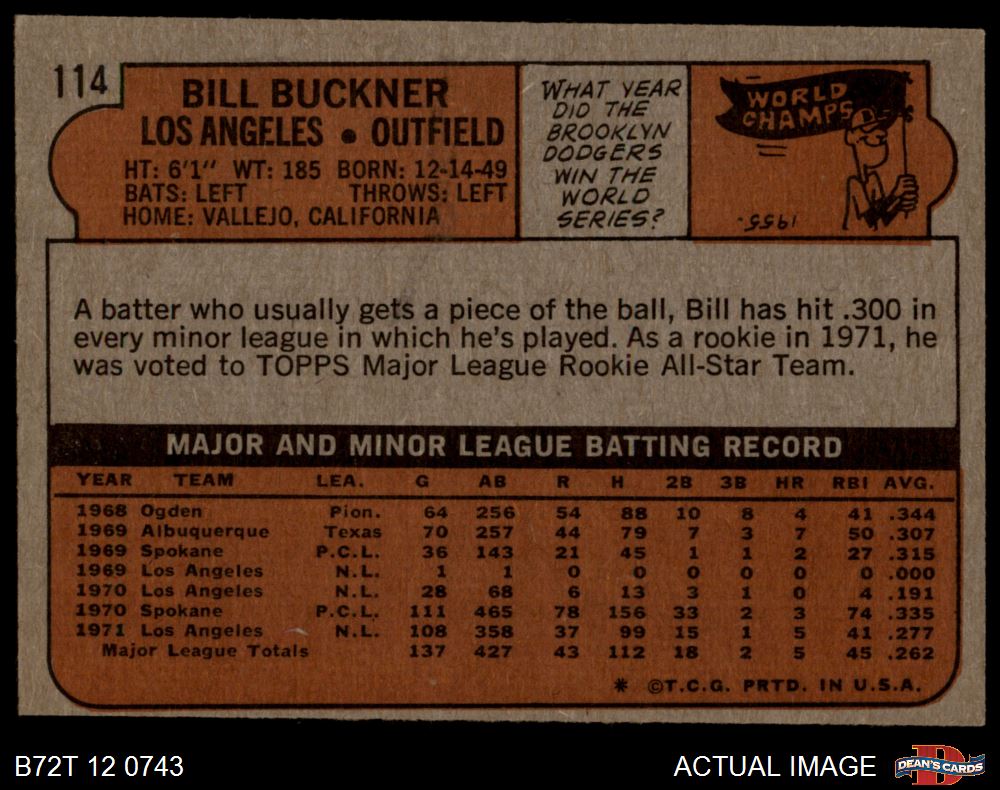 114
BILL BUCKNER
LOS ANGELES • OUTFIELD
HT: 6'1" WT: 185 BORN: 12-14-49
BATS: LEFT THROWS: LEFT
HOME: VALLEJO, CALIFORNIA
WHAT YEAR
DID THE
BROOKLYN
DODGERS
WIN THE
WORLD
SERIES?
WORLD
CHAMPS
1955.
A batter who usually gets a piece of the ball, Bill has hit .300 in
every minor league in which he's played. As a rookie in 1971, he
was voted to TOPPS Major League Rookie All-Star Team.
MAJOR AND MINOR LEAGUE BATTING RECORD
YEAR TEAM LEA. G AB R H 2B 3B HR RBI AVG.
1968 Ogden Pion. 64 256 54 88 10 8 4 41 .344
1969 Albuquerque Texas 70 257 44 79 7 3 7 50 .307
1969 Spokane P.C.L. 36 143 21 45 1 1 2 27 .315
1969 Los Angeles N.L. 1 1 0 0 0 0 0 0 .000
1970 Los Angeles N.L. 28 68 6 13 3 1 0 4 .191
1970 Spokane P.C.L. 111 465 78 156 33 2 3 74 .335
1971 Los Angeles N.L. 108 358 37 99 15 1 5 41 .277
Major League Totals 137 427 43 112 18 2 5 45 .262
* ©T.C.G. PRTD. IN U.S.A.
B72T 12 0743
ACTUAL IMAGE
D
DEAN'S CARDS